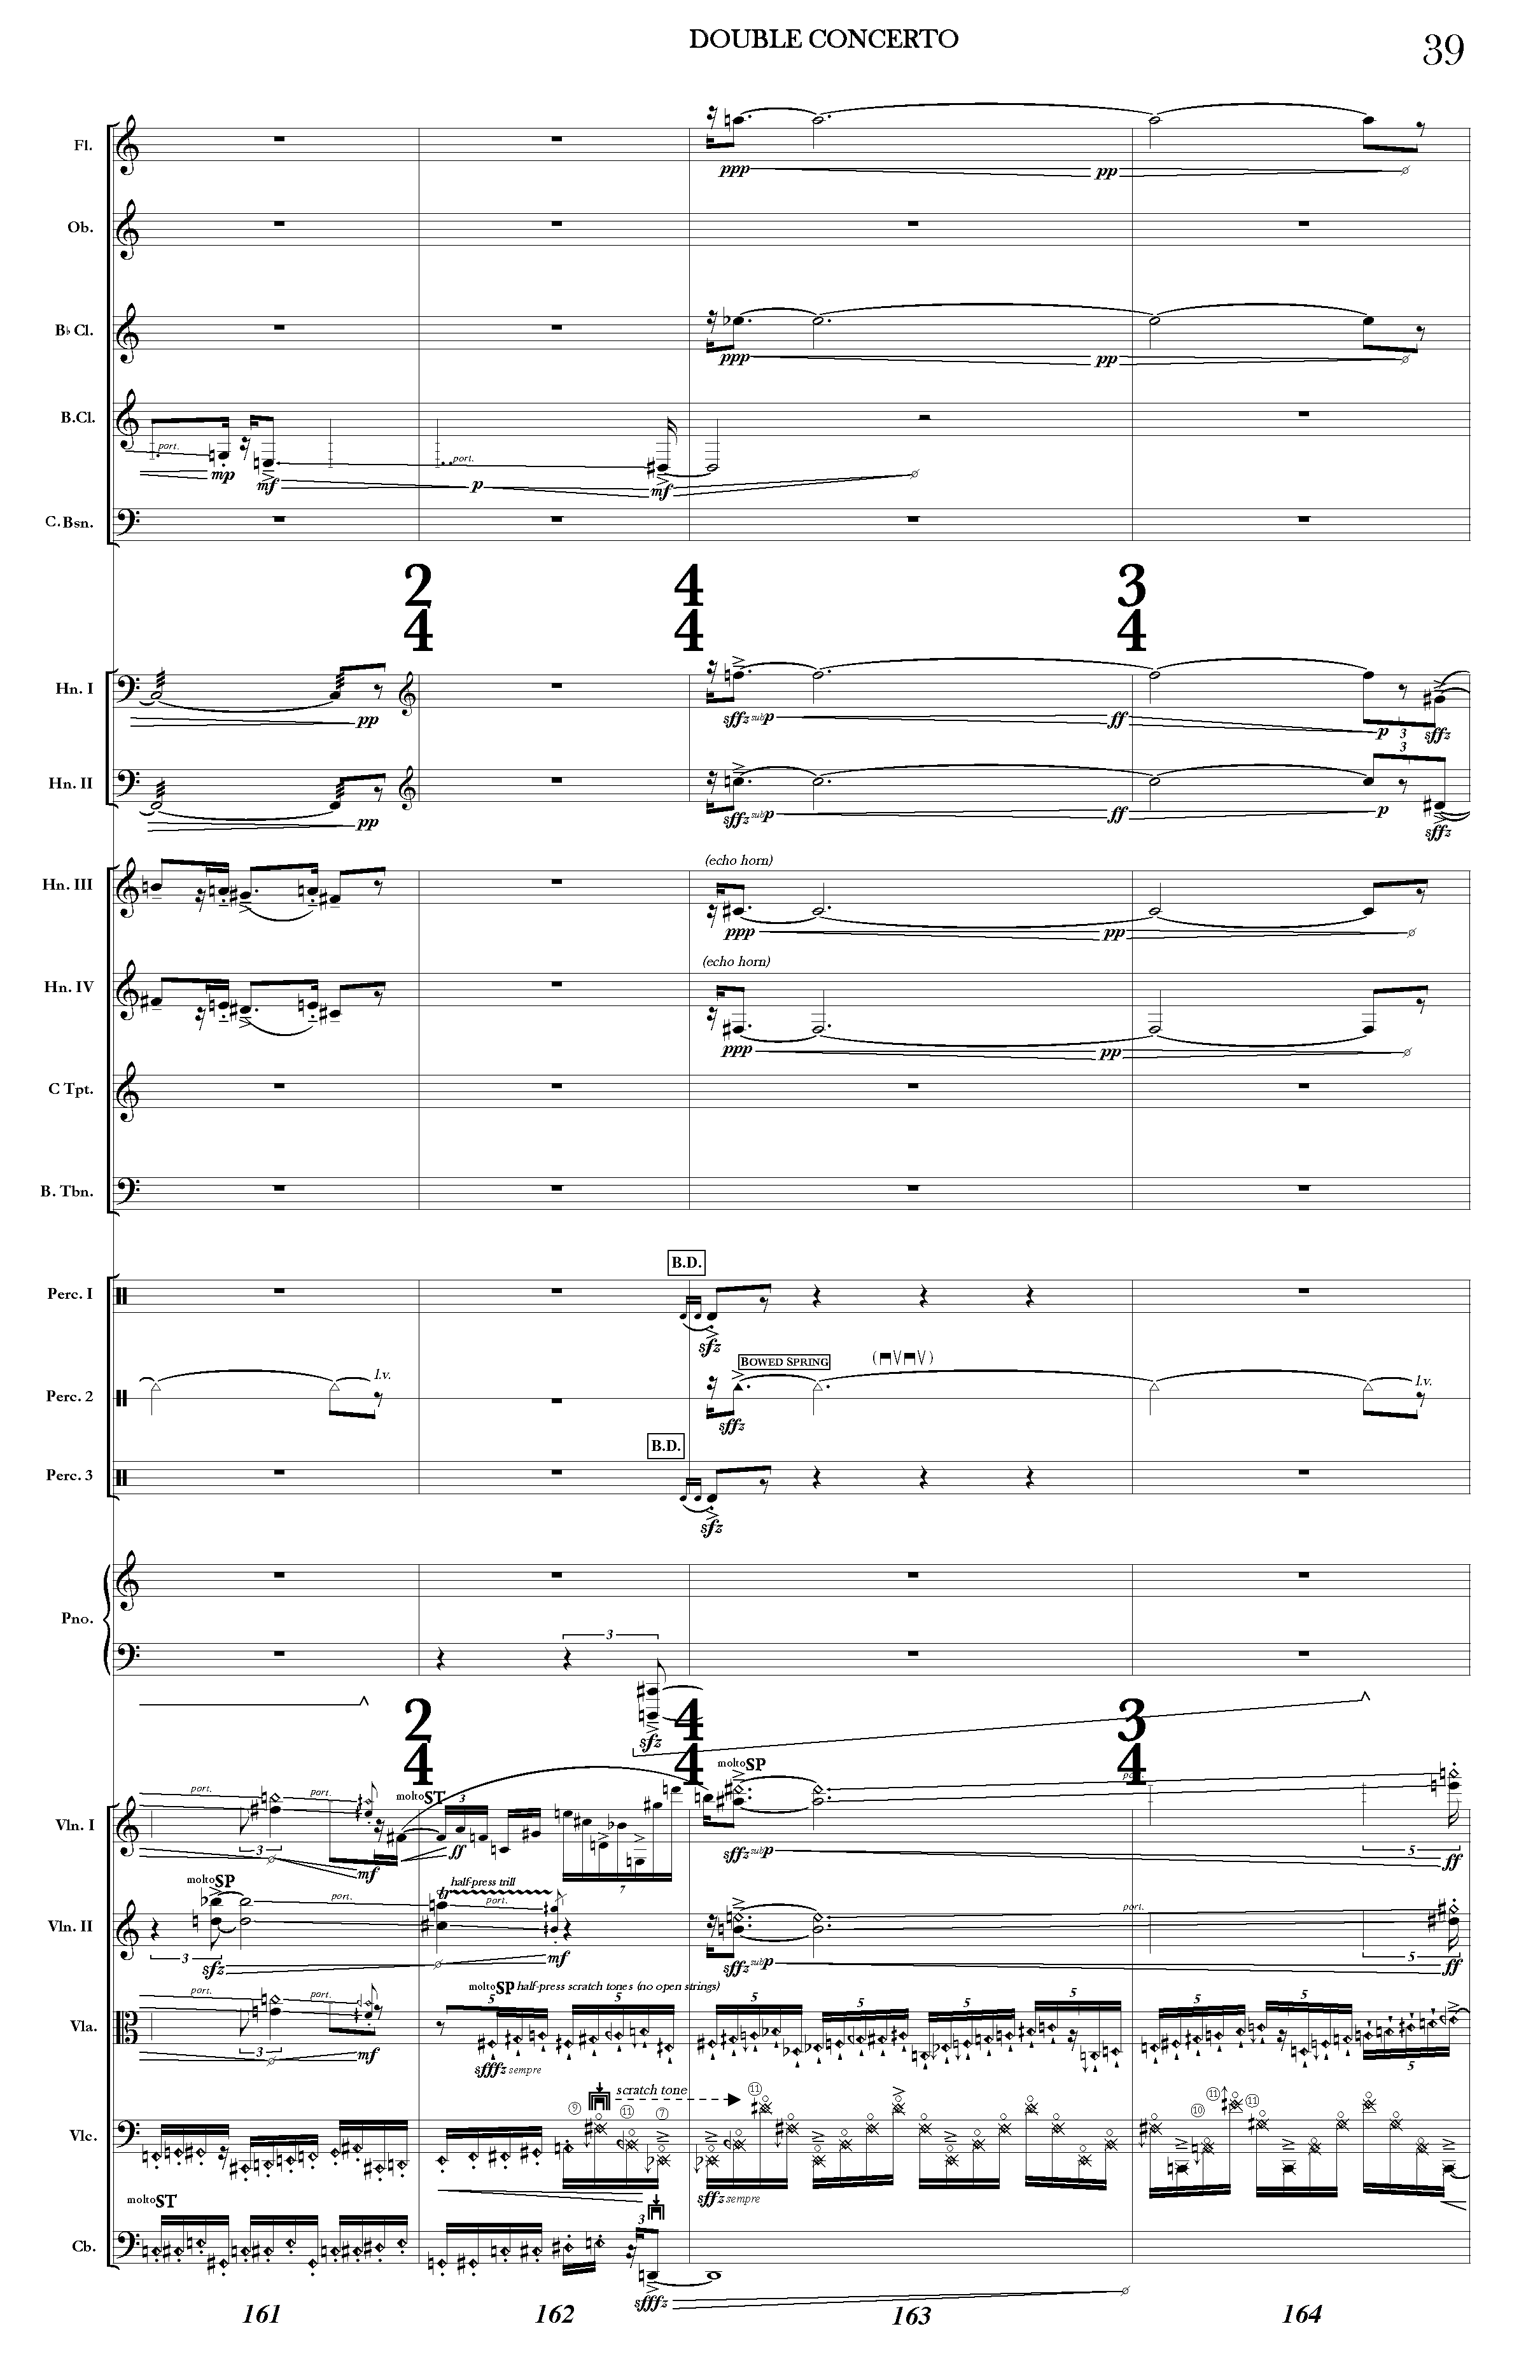 DOUBLE CONCERTO
39
Fl.
ppp pp
Ob.
B♭ Cl.
ppp pp
B.Cl.
port. port.
mp mf p mf
C. Bsn.
2 4 3
4 4 4
Hn. I
pp sffz sub p ff p 3 sffz
Hn. II
3
pp sffz sub p ff p sffz
(echo horn)
Hn. III
ppp pp
(echo horn)
Hn. IV
ppp pp
C Tpt.
B. Tbn.
B.D.
Perc. I
sfz
BOWED SPRING
l.v. l.v.
Perc. 2
sffz
B.D.
Perc. 3
sfz
Pno.
3
sfz
2 4 3
4 4 4
molto SP
port. port. molto ST port.
Vln. I
3 mf 3 ff 7 sffz sub p 5 ff
molto SP half-press trill
port. tr port. port.
Vln. II
3 sfz mf sffz sub p 5 ff
molto SP half-press scratch tones (no open strings)
port. port. 5 5 5 5 5 5 5 5
Vla.
3 mf sfffz sempre 5
scratch tone
9 11 7 11 10 11 11
Vlc.
sffz sempre
molto ST
3
Cb.
sfffz
161 162 163 164